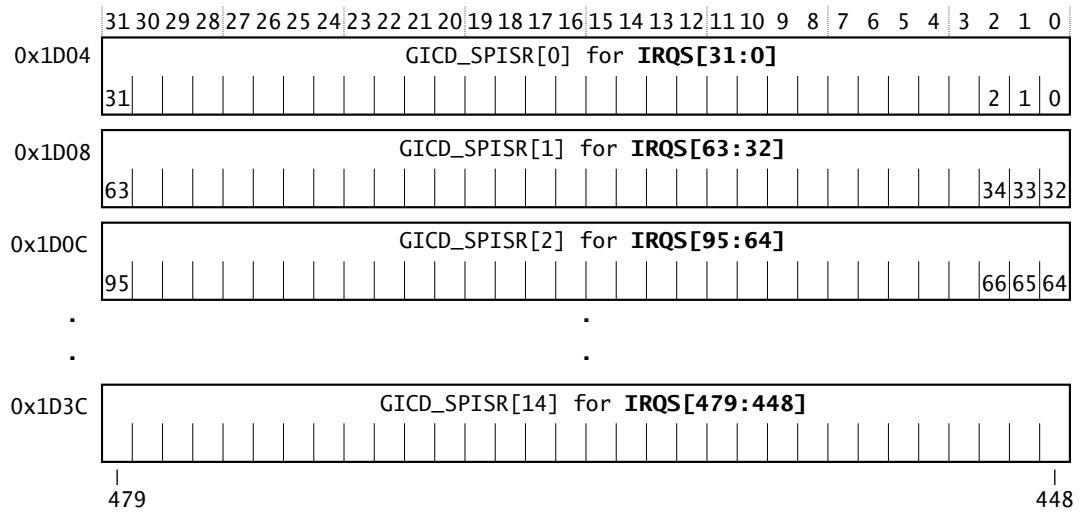 31 30 29 28 27 26 25 24 23 22 21 20 19 18 17 16 15 14 13 12 11 10 9 8 7 6 5 4 3 2 1 0
0x1D04 GICD_SPISR[0] for IRQS[31:0]
31 2 1 0
0x1D08 GICD_SPISR[1] for IRQS[63:32]
63 34 33 32
0x1D0C GICD_SPISR[2] for IRQS[95:64]
95 66 65 64
. .
. .
0x1D3C GICD_SPISR[14] for IRQS[479:448]
479 448